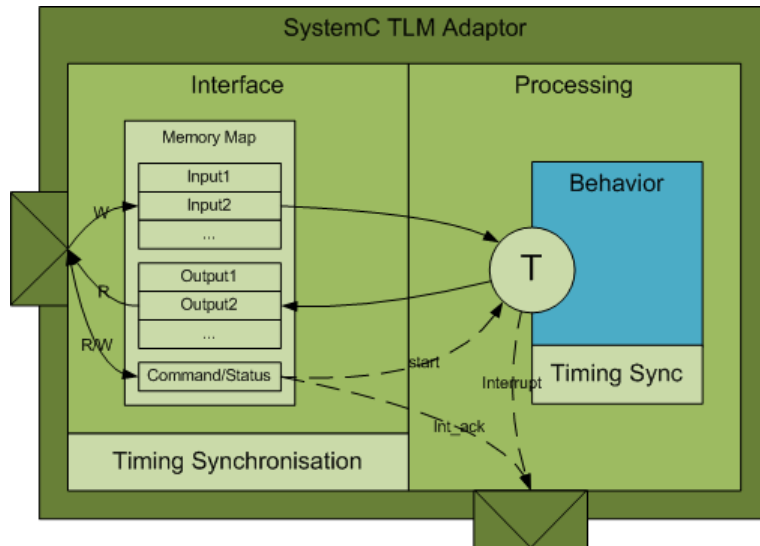 SystemC TLM Adaptor
Interface
Processing
Memory Map
Input1
Input2
...
Output1
Output2
...
Command/Status
W
R
R/W
T
Behavior
Timing Sync
start
Interrupt
Int_ack
Timing Synchronisation